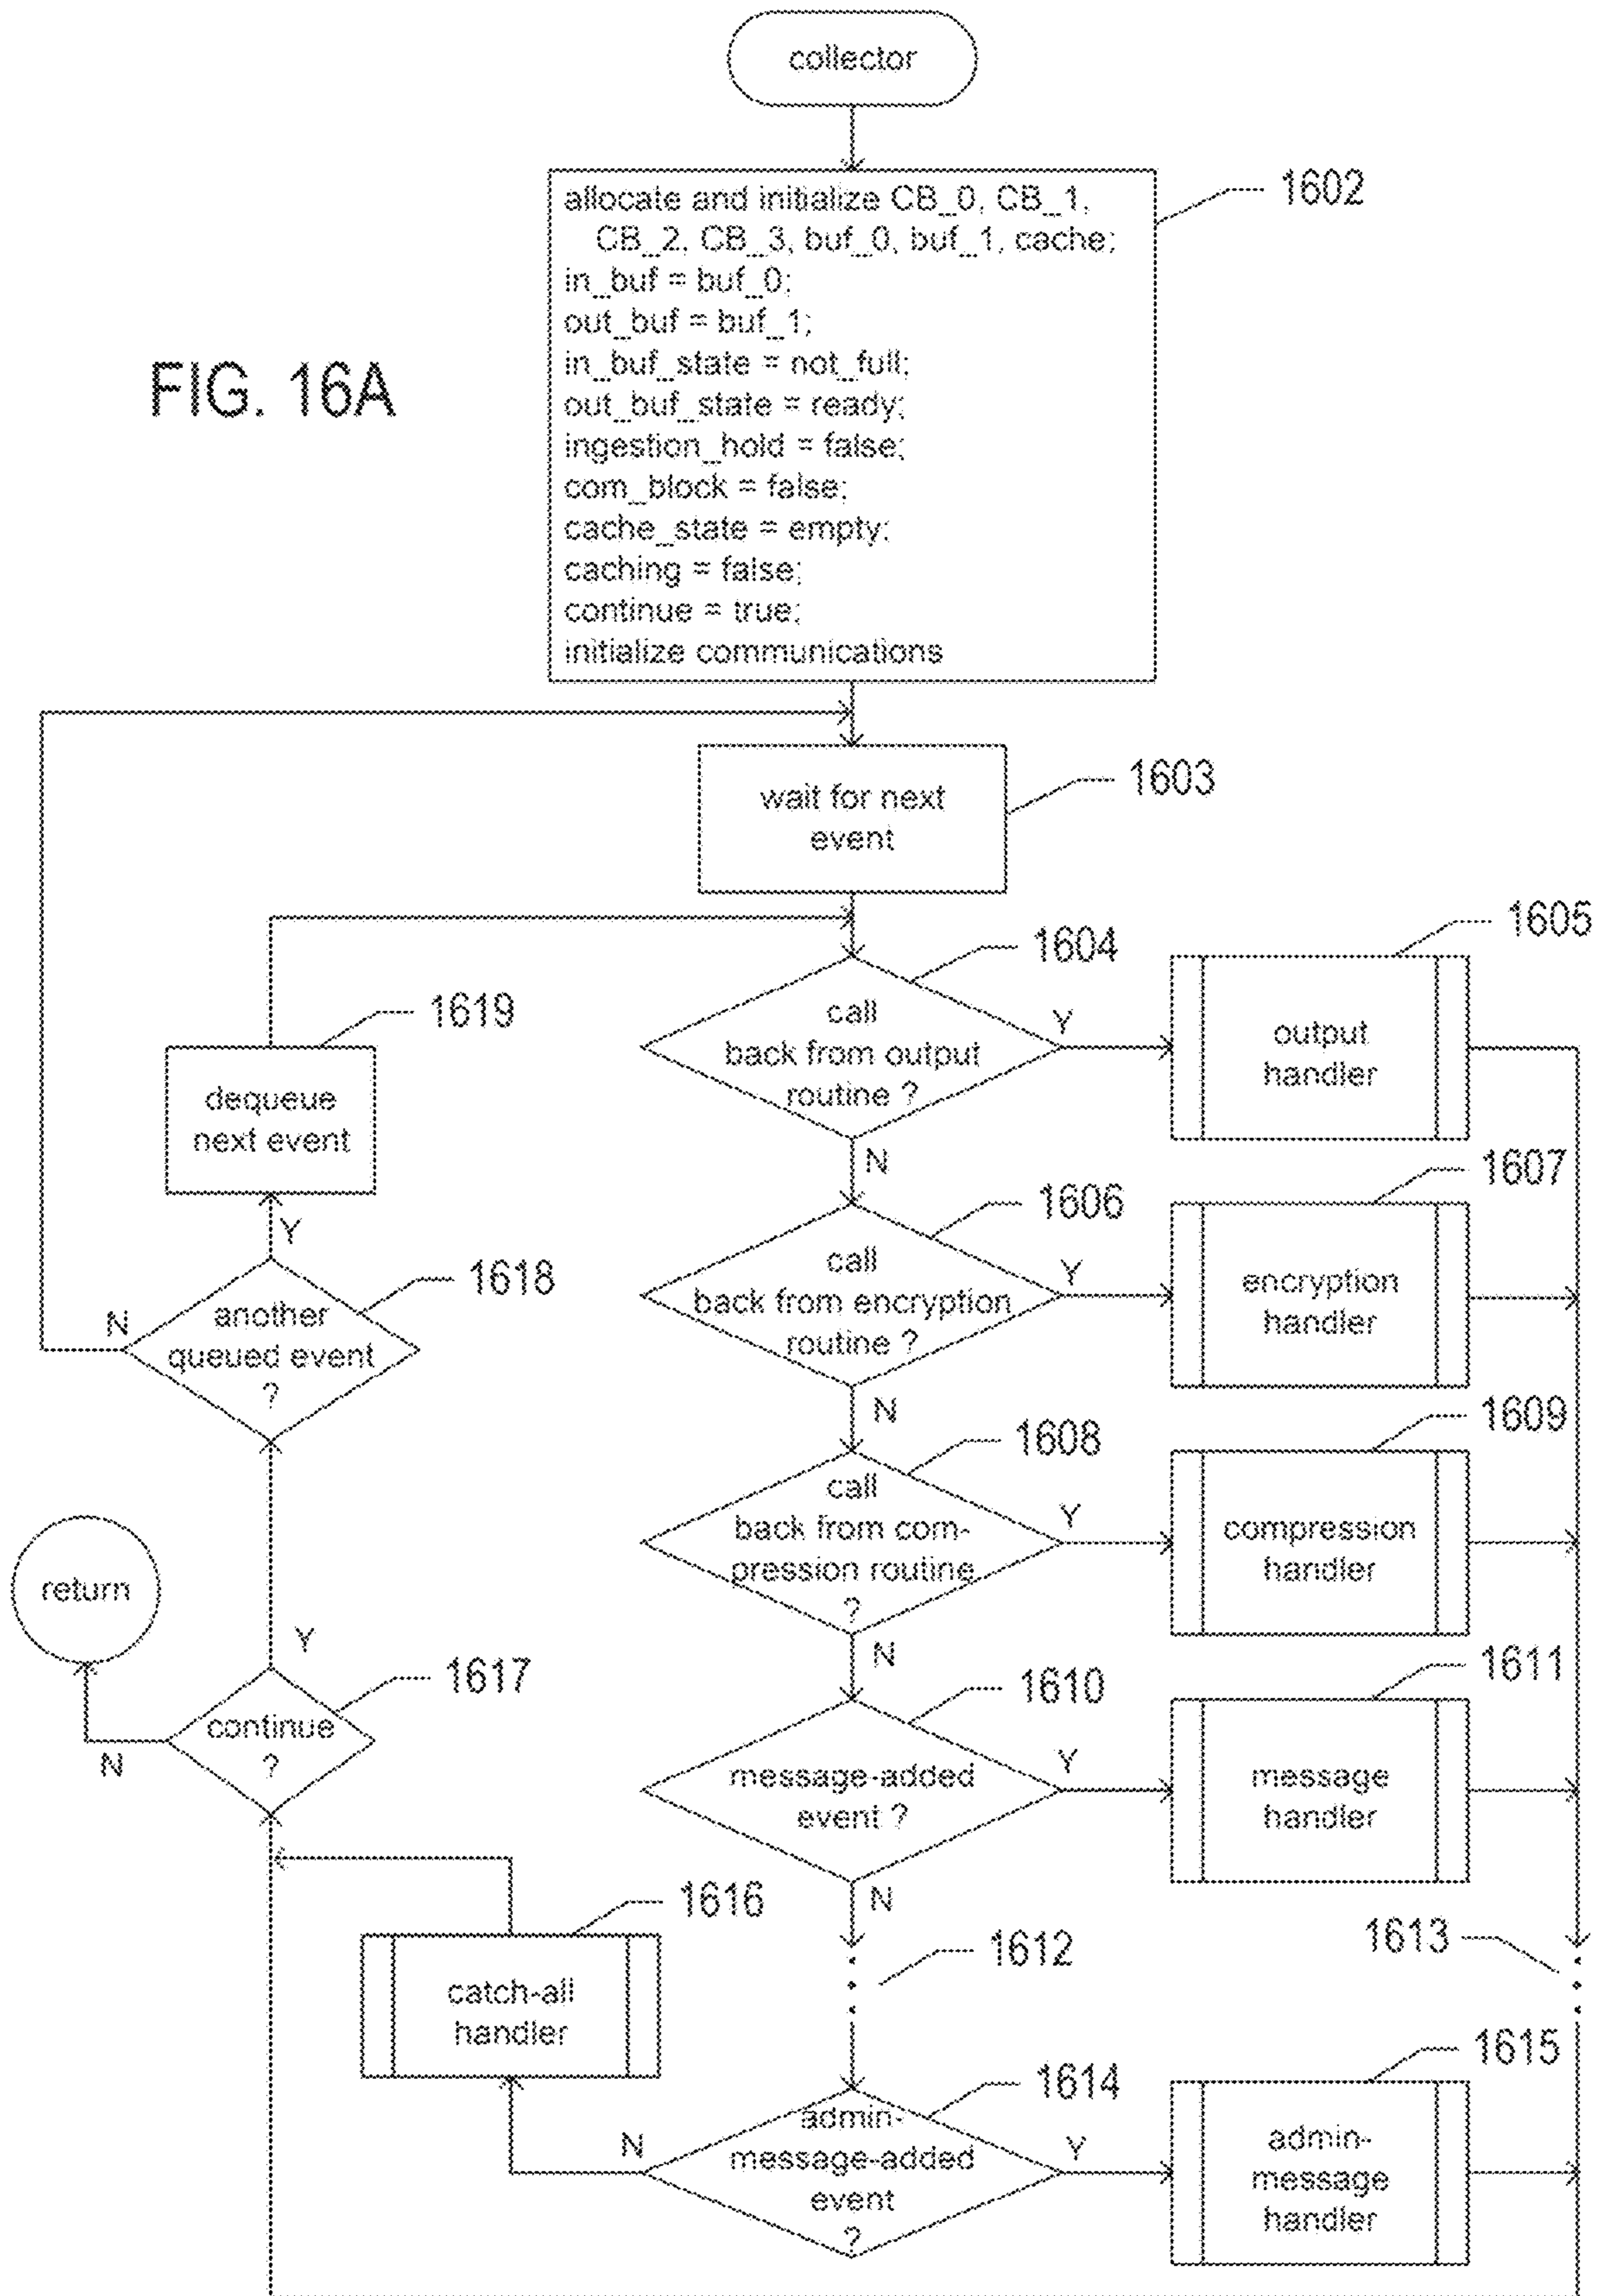 collector
1602
allocate and initialize CB_0, CB_1,
CB_2, CB_3, buf_0, buf_1, cache;
in_buf = buf_0;
out_buf = buf_1;
in_buf_state = not_full;
out_buf_state = ready;
ingestion_hold = false;
com_block = false;
cache_state = empty;
caching = false;
continue = true;
initialize communications
FIG. 16A
1603
wait for next
event
1604
call
back from output
routine ?
Y
N
1605
output
handler
1619
dequeue
next event
1606
call
back from encryption
routine ?
Y
N
1607
encryption
handler
Y
1618
another
queued event
?
N
1608
call
back from com-
pression routine
?
Y
N
1609
compression
handler
return
Y
1617
continue
?
N
1610
message-added
event ?
Y
N
1611
message
handler
1616
catch-all
handler
1612
1613
1614
admin-
message-added
event
?
N
Y
1615
admin-
message
handler